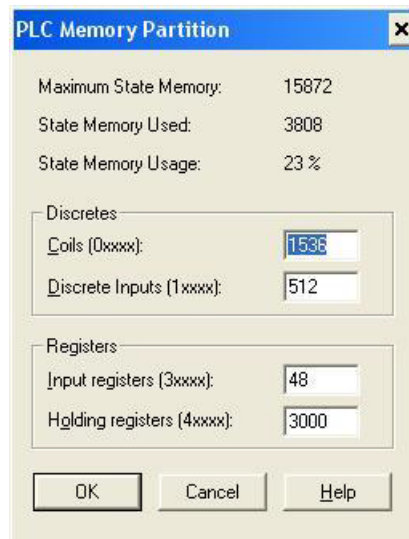 PLC Memory Partition
Maximum State Memory: 15872
State Memory Used: 3808
State Memory Usage: 23 %
Discretes
Coils (0xxxx): 1536
Discrete Inputs (1xxxx): 512
Registers
Input registers (3xxxx): 48
Holding registers (4xxxx): 3000
OK Cancel Help